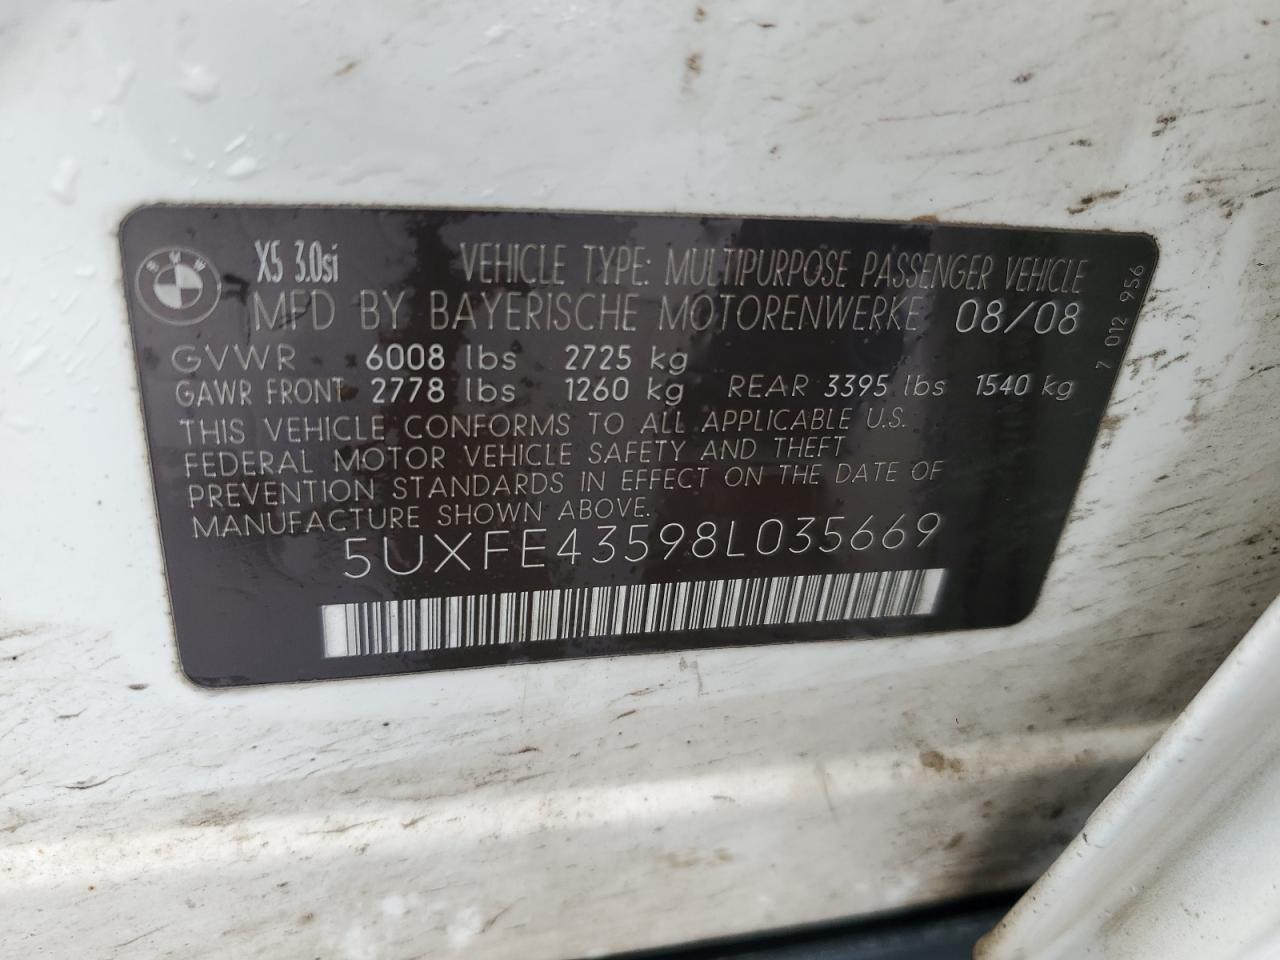 BMW
X5 3.0si
VEHICLE TYPE: MULTIPURPOSE PASSENGER VEHICLE
MFD BY BAYERISCHE MOTORENWERKE 08/08
GVWR 6008 lbs 2725 kg
GAWR FRONT 2778 lbs 1260 kg REAR 3395 lbs 1540 kg
THIS VEHICLE CONFORMS TO ALL APPLICABLE U.S.
FEDERAL MOTOR VEHICLE SAFETY AND THEFT
PREVENTION STANDARDS IN EFFECT ON THE DATE OF
MANUFACTURE SHOWN ABOVE.
5UXFE43598L035669
7 012 956